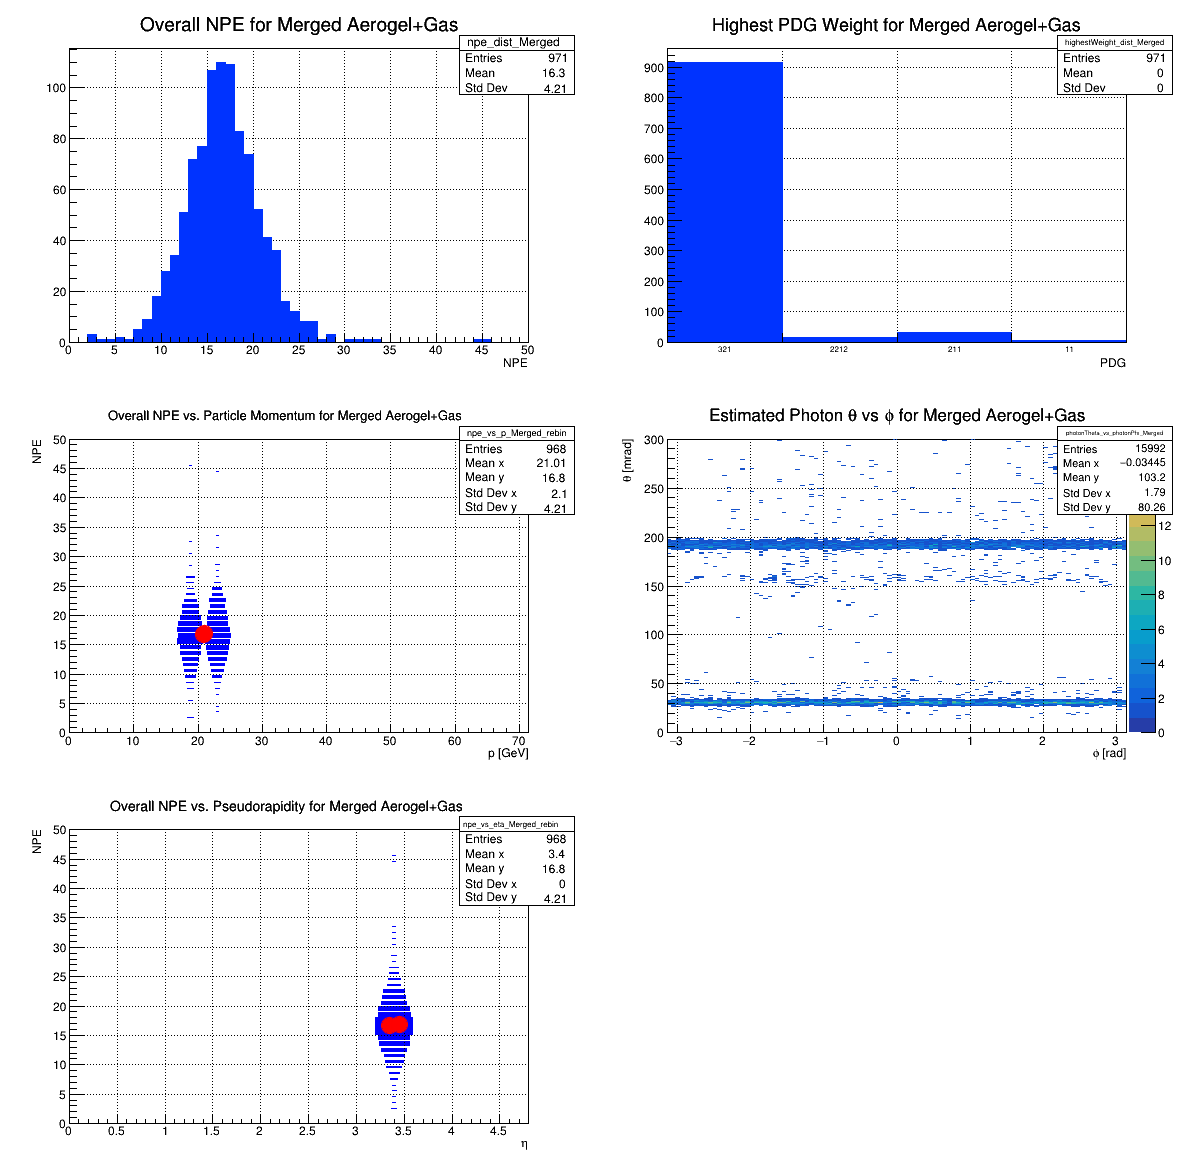 Overall NPE for Merged Aerogel+Gas
npe_dist_Merged
Entries 971
Mean 16.3
Std Dev 4.21
100
80
60
40
20
0
0 5 10 15 20 25 30 35 40 45 50
NPE
Highest PDG Weight for Merged Aerogel+Gas
highestWeight_dist_Merged
Entries 971
Mean 0
Std Dev 0
900
800
700
600
500
400
300
200
100
0
321 2212 211 11
PDG
Overall NPE vs. Particle Momentum for Merged Aerogel+Gas
npe_vs_p_Merged_rebin
Entries 968
Mean x 21.01
Mean y 16.8
Std Dev x 2.1
Std Dev y 4.21
NPE
50
45
40
35
30
25
20
15
10
5
0
0 10 20 30 40 50 60 70
p [GeV]
Estimated Photon θ vs ϕ for Merged Aerogel+Gas
photonTheta_vs_photonPhi_Merged
Entries 15992
Mean x −0.03445
Mean y 103.2
Std Dev x 1.79
Std Dev y 80.26
θ [mrad]
300
250
200
150
100
50
0
−3 −2 −1 0 1 2 3
ϕ [rad]
12
10
8
6
4
2
0
Overall NPE vs. Pseudorapidity for Merged Aerogel+Gas
npe_vs_eta_Merged_rebin
Entries 968
Mean x 3.4
Mean y 16.8
Std Dev x 0
Std Dev y 4.21
NPE
50
45
40
35
30
25
20
15
10
5
0
0 0.5 1 1.5 2 2.5 3 3.5 4 4.5
η